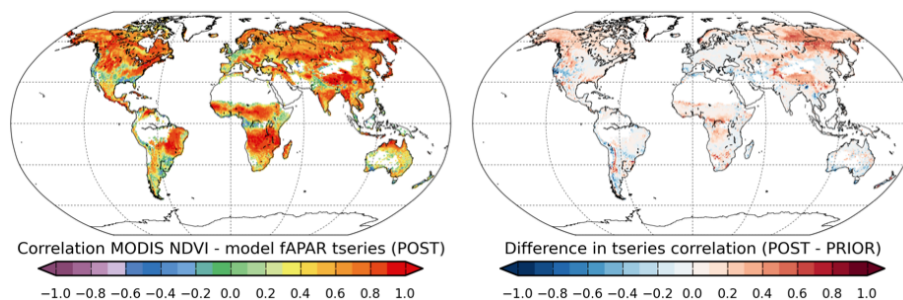 Correlation MODIS NDVI - model fAPAR tseries (POST)
−1.0 −0.8 −0.6 −0.4 −0.2 0.0 0.2 0.4 0.6 0.8 1.0
Difference in tseries correlation (POST - PRIOR)
−1.0 −0.8 −0.6 −0.4 −0.2 0.0 0.2 0.4 0.6 0.8 1.0